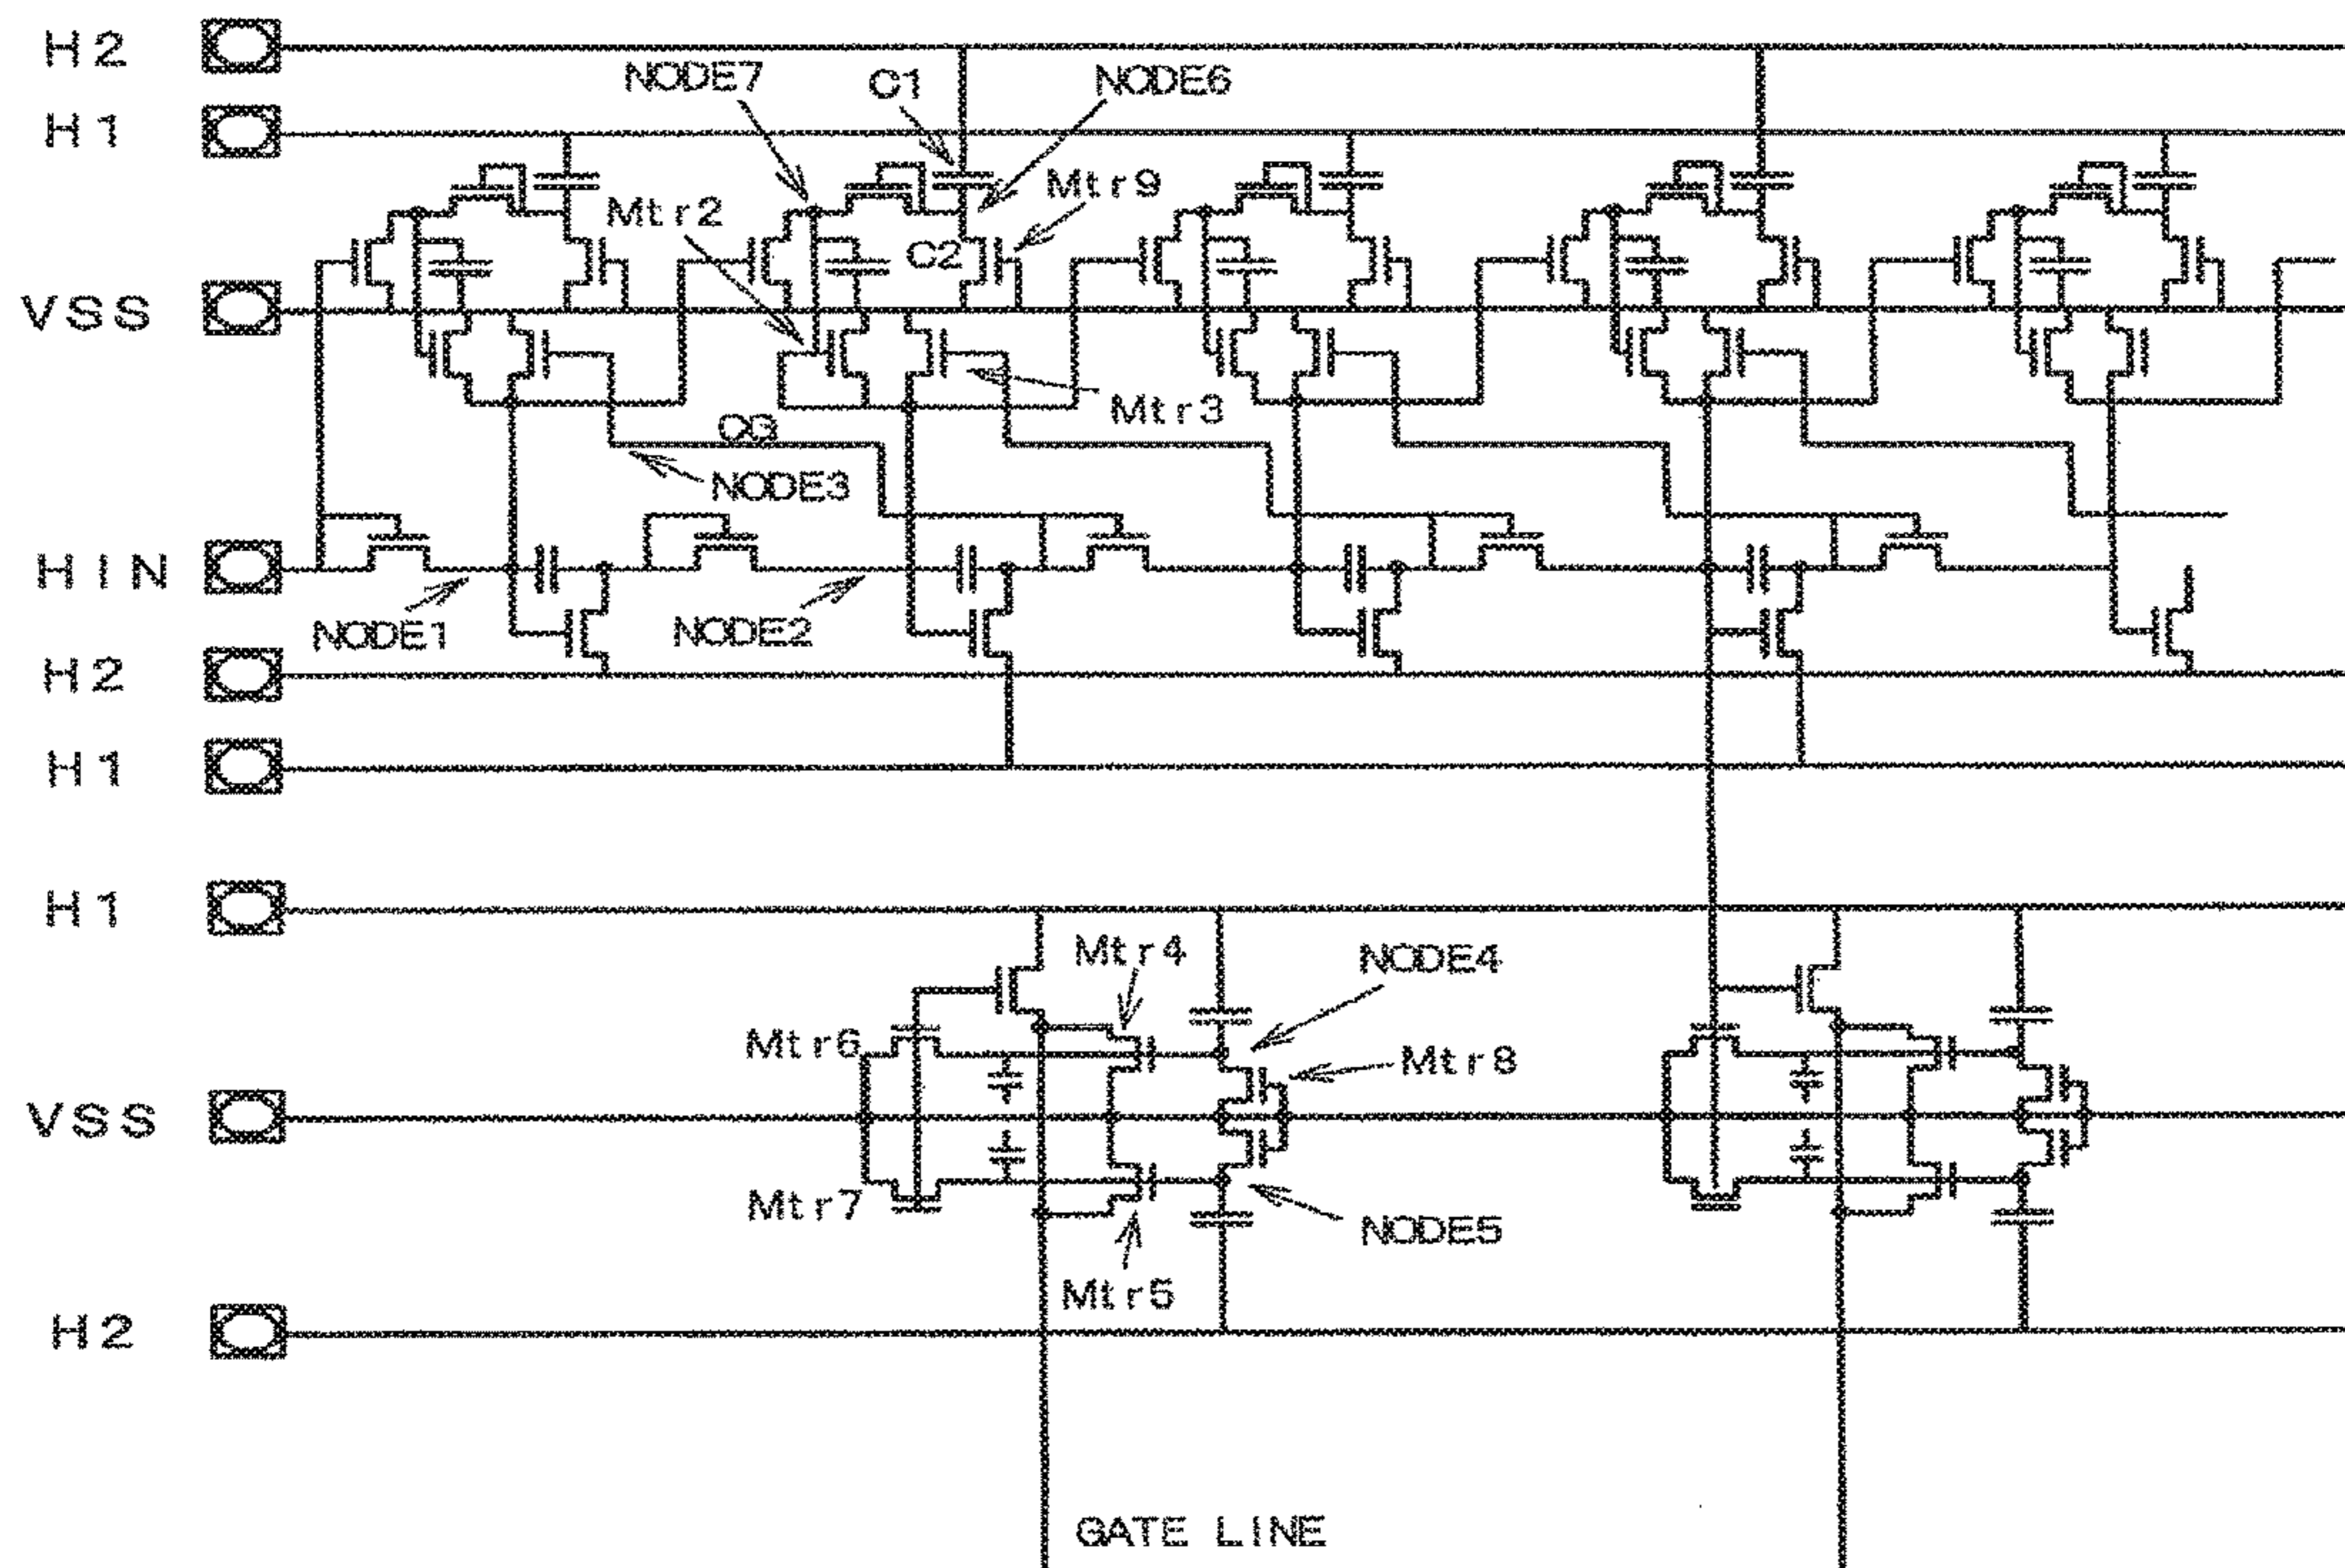 H2
NODE7
C1
NODE6
H1
Mtr9
Mtr2
C2
VSS
Mtr3
CG
NODE3
HIN
NODE1
NODE2
H2
H1
H1
Mtr4
NODE4
Mtr6
Mtr8
VSS
Mtr7
NODE5
Mtr5
H2
GATE LINE